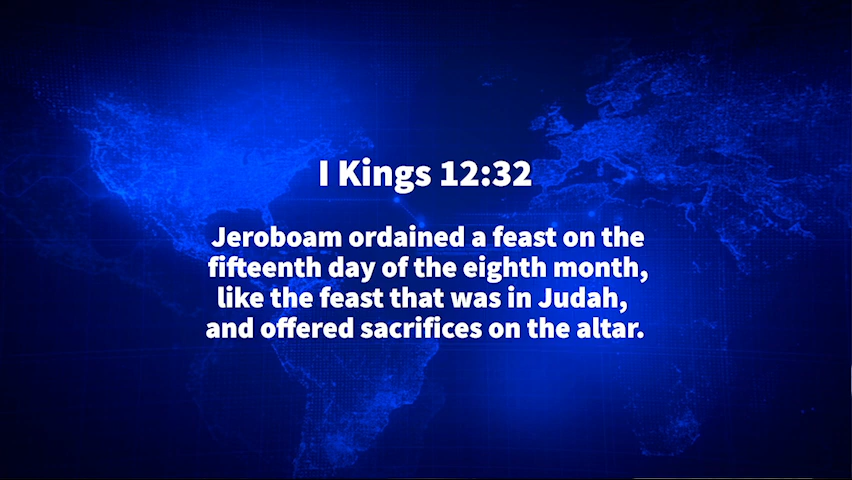 I Kings 12:32
Jeroboam ordained a feast on the
fifteenth day of the eighth month,
like the feast that was in Judah,
and offered sacrifices on the altar.